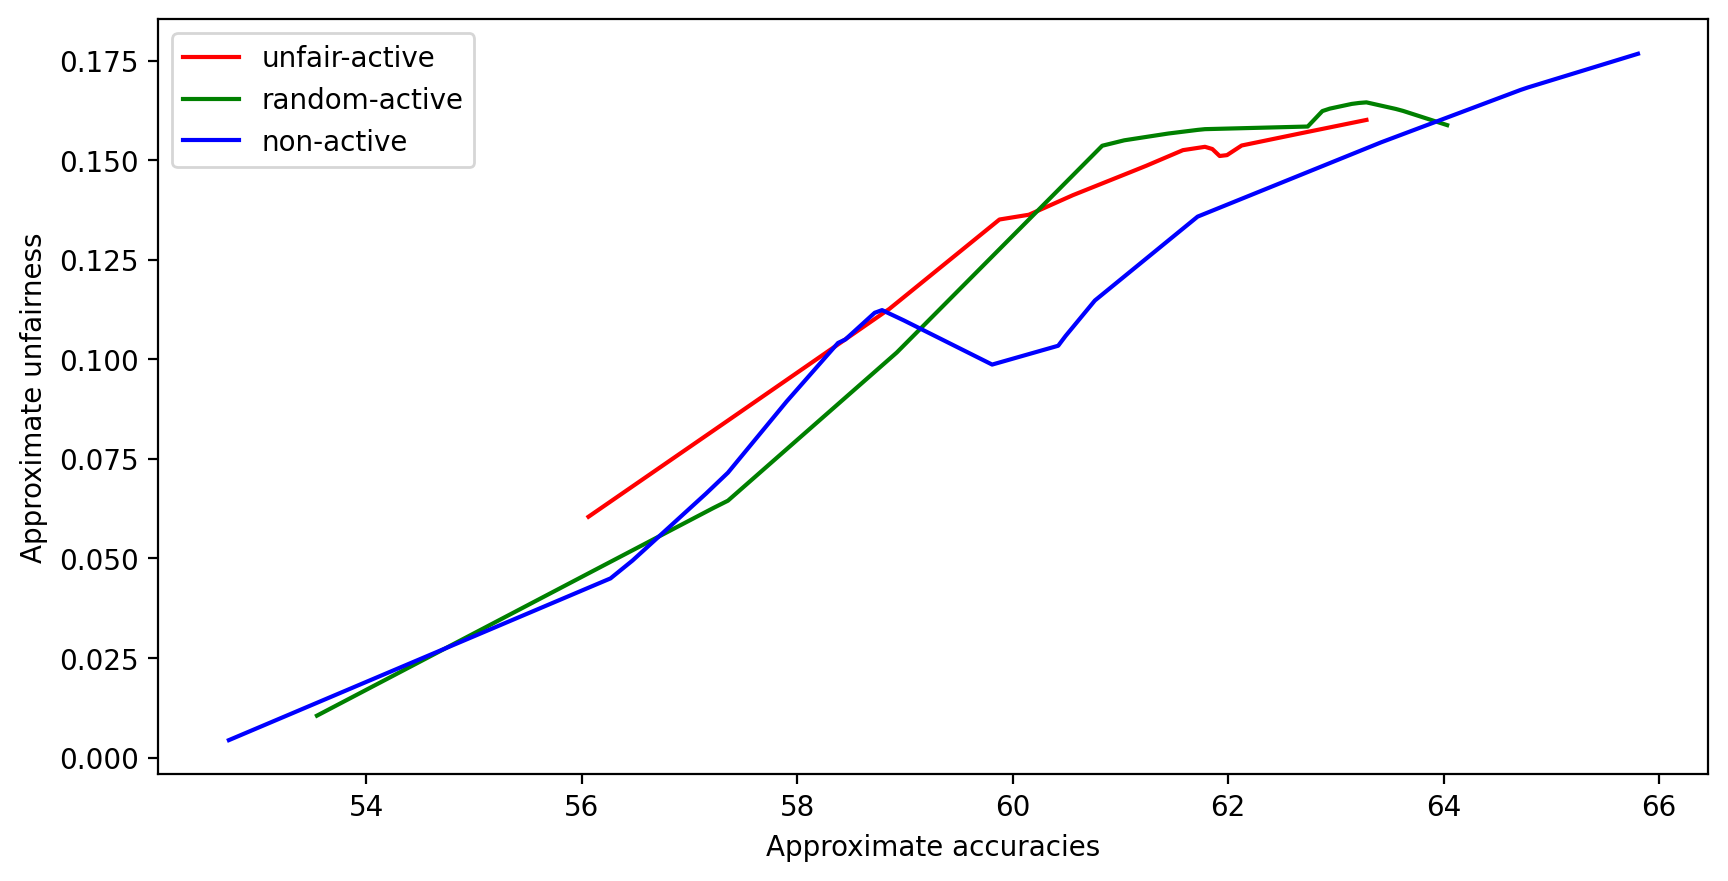 unfair-active
random-active
non-active
0.175
0.150
0.125
0.100
0.075
0.050
0.025
0.000
Approximate unfairness
54 56 58 60 62 64 66
Approximate accuracies